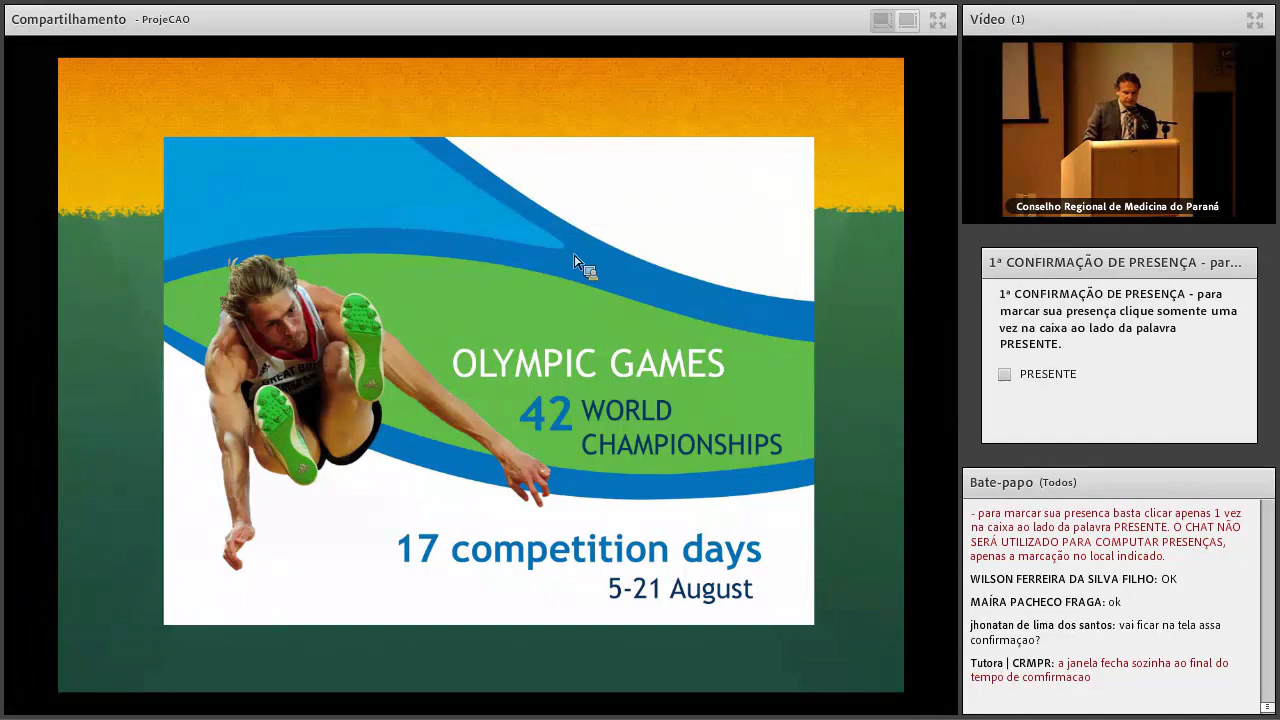 Compartilhamento - ProjeCAO
OLYMPIC GAMES
42 WORLD
CHAMPIONSHIPS
17 competition days
5-21 August
GREAT BRI
Vídeo (1)
Conselho Regional de Medicina do Paraná
1ª CONFIRMAÇÃO DE PRESENÇA - par...
1ª CONFIRMAÇÃO DE PRESENÇA - para
marcar sua presença clique somente uma
vez na caixa ao lado da palavra
PRESENTE.
PRESENTE
Bate-papo (Todos)
- para marcar sua presenca basta clicar apenas 1 vez
na caixa ao lado da palavra PRESENTE. O CHAT NÃO
SERÁ UTILIZADO PARA COMPUTAR PRESENÇAS,
apenas a marcação no local indicado.
WILSON FERREIRA DA SILVA FILHO: OK
MAÍRA PACHECO FRAGA: ok
jhonatan de lima dos santos: vai ficar na tela assa
confirmaçao?
Tutora | CRMPR: a janela fecha sozinha ao final do
tempo de comfirmacao